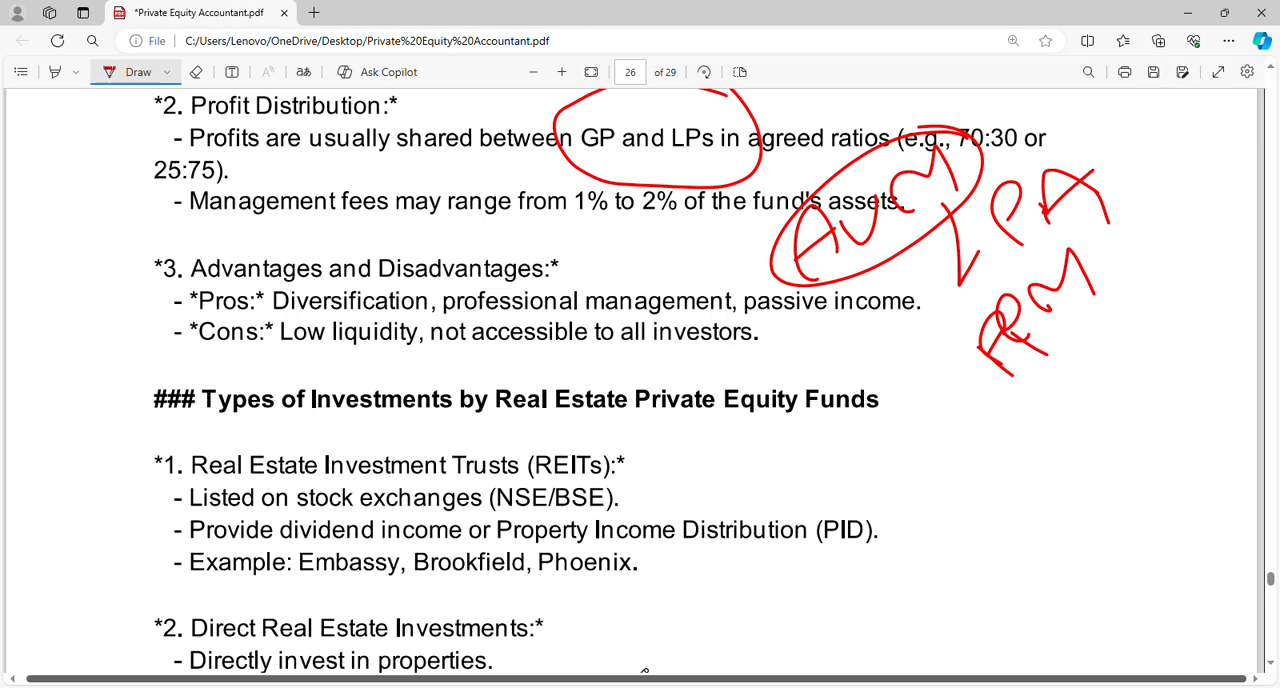 *Private Equity Accountant.pdf
File C:/Users/Lenovo/OneDrive/Desktop/Private%20Equity%20Accountant.pdf
Draw aあ Ask Copilot 26 of 29
*2. Profit Distribution:*
- Profits are usually shared between GP and LPs in agreed ratios (e.g., 70:30 or
25:75).
- Management fees may range from 1% to 2% of the fund's assets.
AUM LPA
PPM
*3. Advantages and Disadvantages:*
- *Pros:* Diversification, professional management, passive income.
- *Cons:* Low liquidity, not accessible to all investors.
### Types of Investments by Real Estate Private Equity Funds
*1. Real Estate Investment Trusts (REITs):*
- Listed on stock exchanges (NSE/BSE).
- Provide dividend income or Property Income Distribution (PID).
- Example: Embassy, Brookfield, Phoenix.
*2. Direct Real Estate Investments:*
- Directly invest in properties.